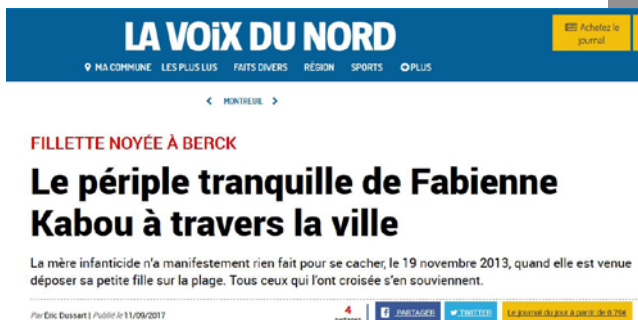 LA VOiX DU NORD
Achetez le
journal
MA COMMUNE LES PLUS LUS FAITS DIVERS RÉGION SPORTS PLUS
< MONTREUIL >
FILLETTE NOYÉE À BERCK
Le périple tranquille de Fabienne
Kabou à travers la ville
La mère infanticide n'a manifestement rien fait pour se cacher, le 19 novembre 2013, quand elle est venue
déposer sa petite fille sur la plage. Tous ceux qui l'ont croisée s'en souviennent.
Par Éric Dussart | Publié le 11/09/2017
4
partages
PARTAGER
TWITTER
Le journal du jour à partir de 0.79€